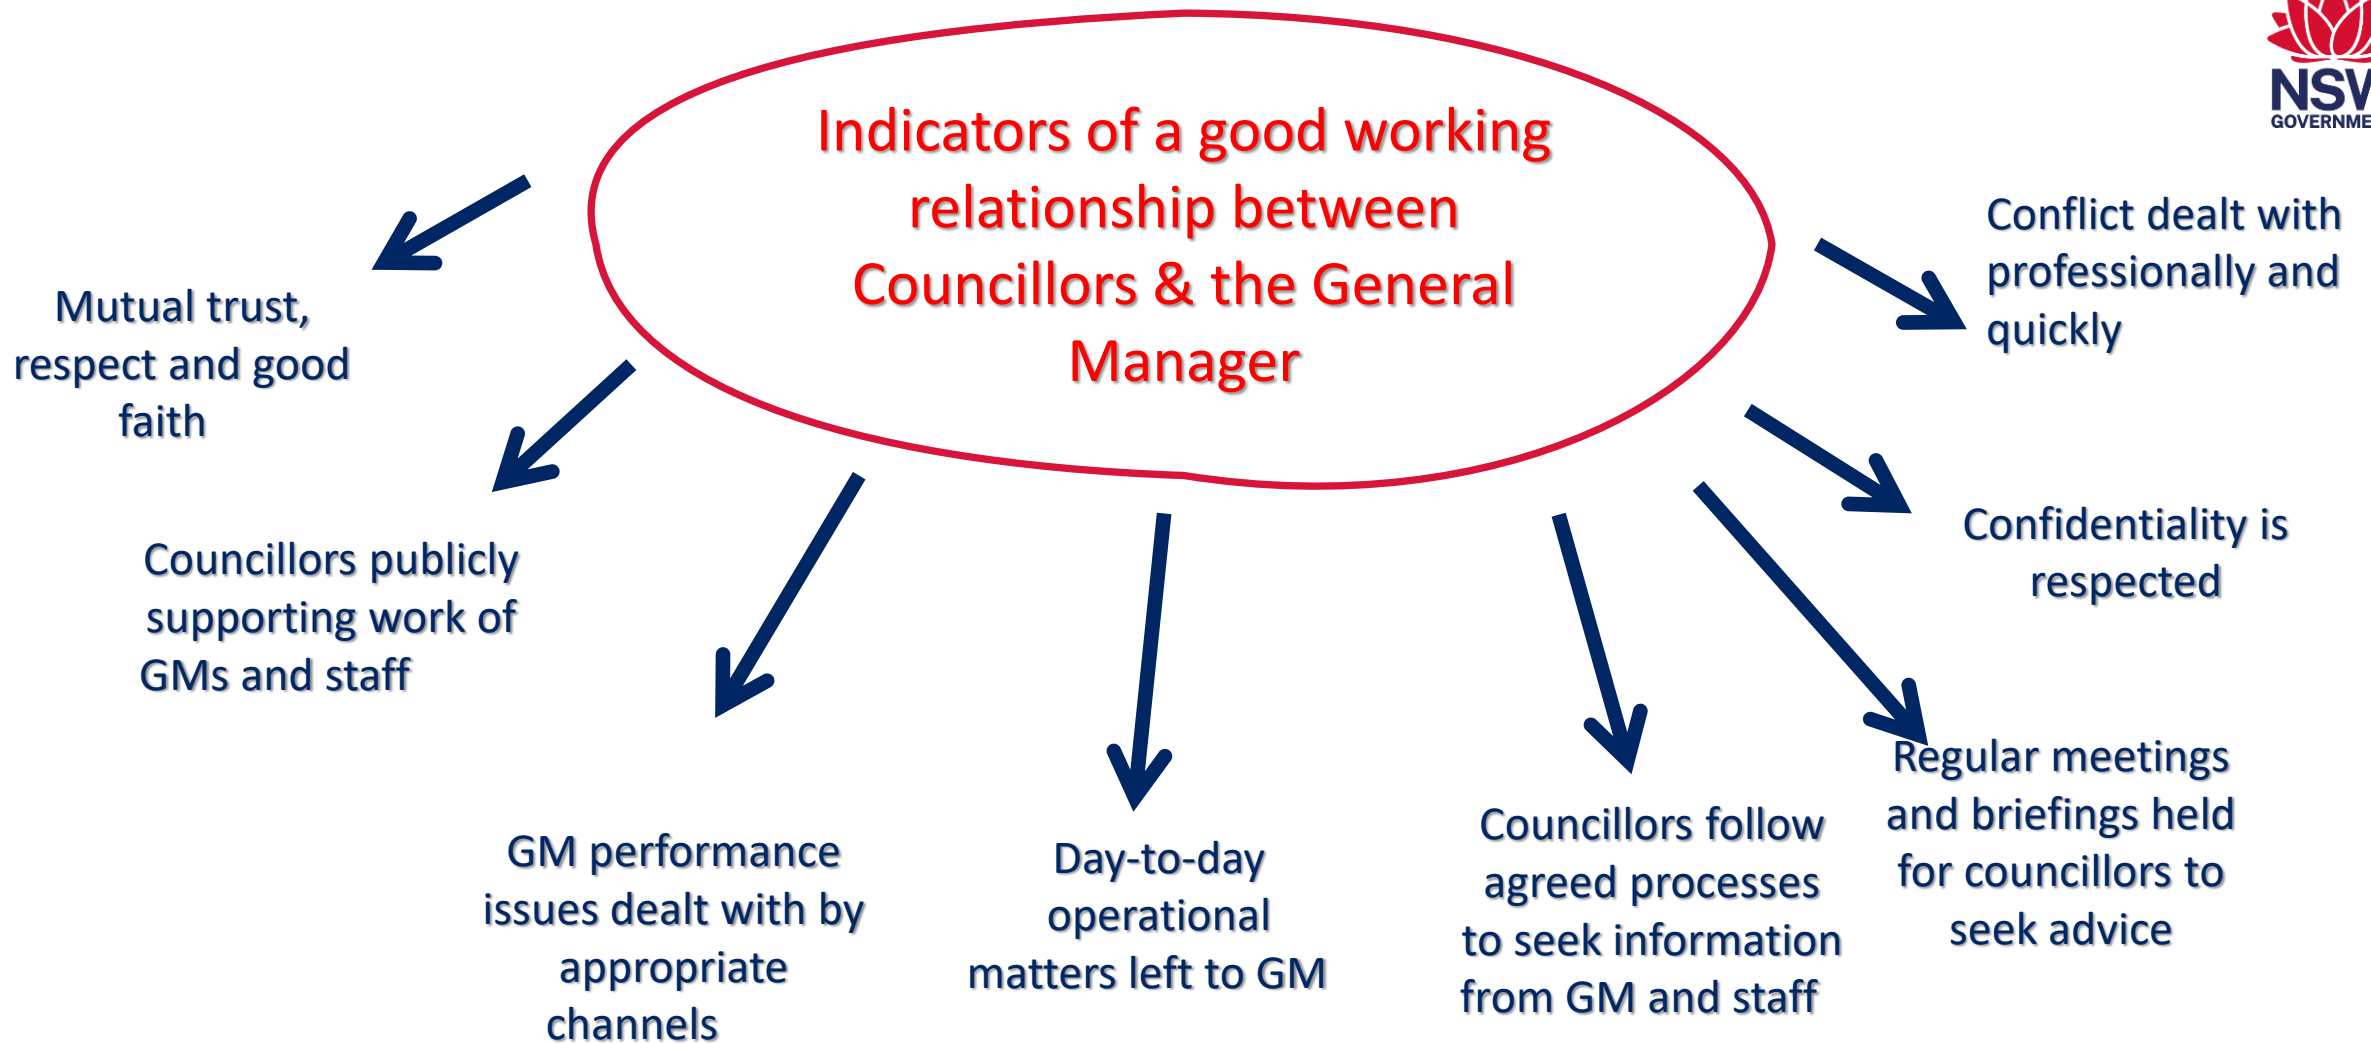 Indicators of a good working
relationship between
Councillors & the General
Manager
NSW
GOVERNME
Mutual trust,
respect and good
faith
Councillors publicly
supporting work of
GMs and staff
GM performance
issues dealt with by
appropriate
channels
Day-to-day
operational
matters left to GM
Councillors follow
agreed processes
to seek information
from GM and staff
Regular meetings
and briefings held
for councillors to
seek advice
Confidentiality is
respected
Conflict dealt with
professionally and
quickly